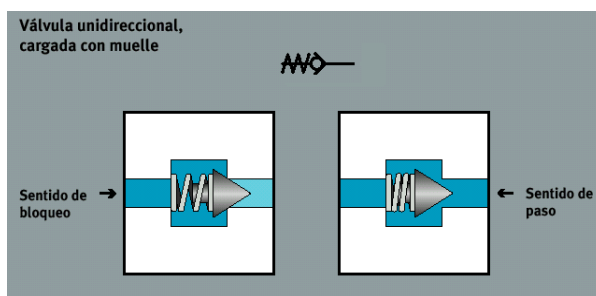 Válvula unidireccional,
cargada con muelle
Sentido de
bloqueo
Sentido de
paso